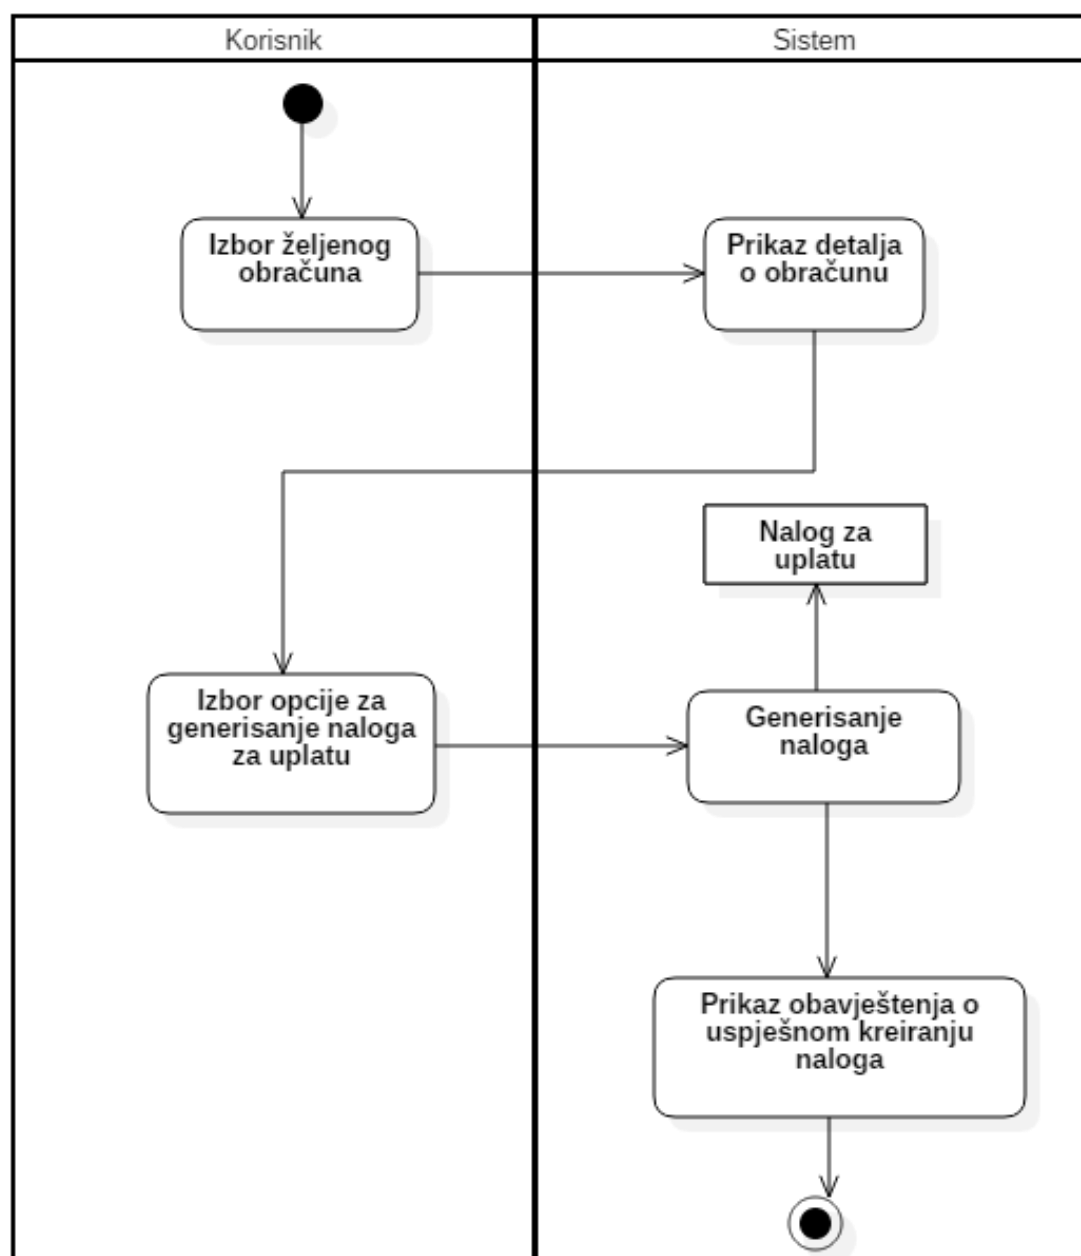 Korisnik
Sistem
Izbor željenog
obračuna
Prikaz detalja
o obračunu
Nalog za
uplatu
Izbor opcije za
generisanje naloga
za uplatu
Generisanje
naloga
Prikaz obavještenja o
uspješnom kreiranju
naloga